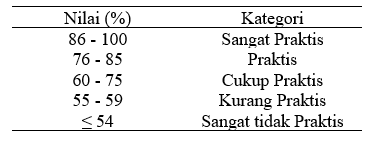 Nilai (%) Kategori
86 - 100 Sangat Praktis
76 - 85 Praktis
60 - 75 Cukup Praktis
55 - 59 Kurang Praktis
≤ 54 Sangat tidak Praktis